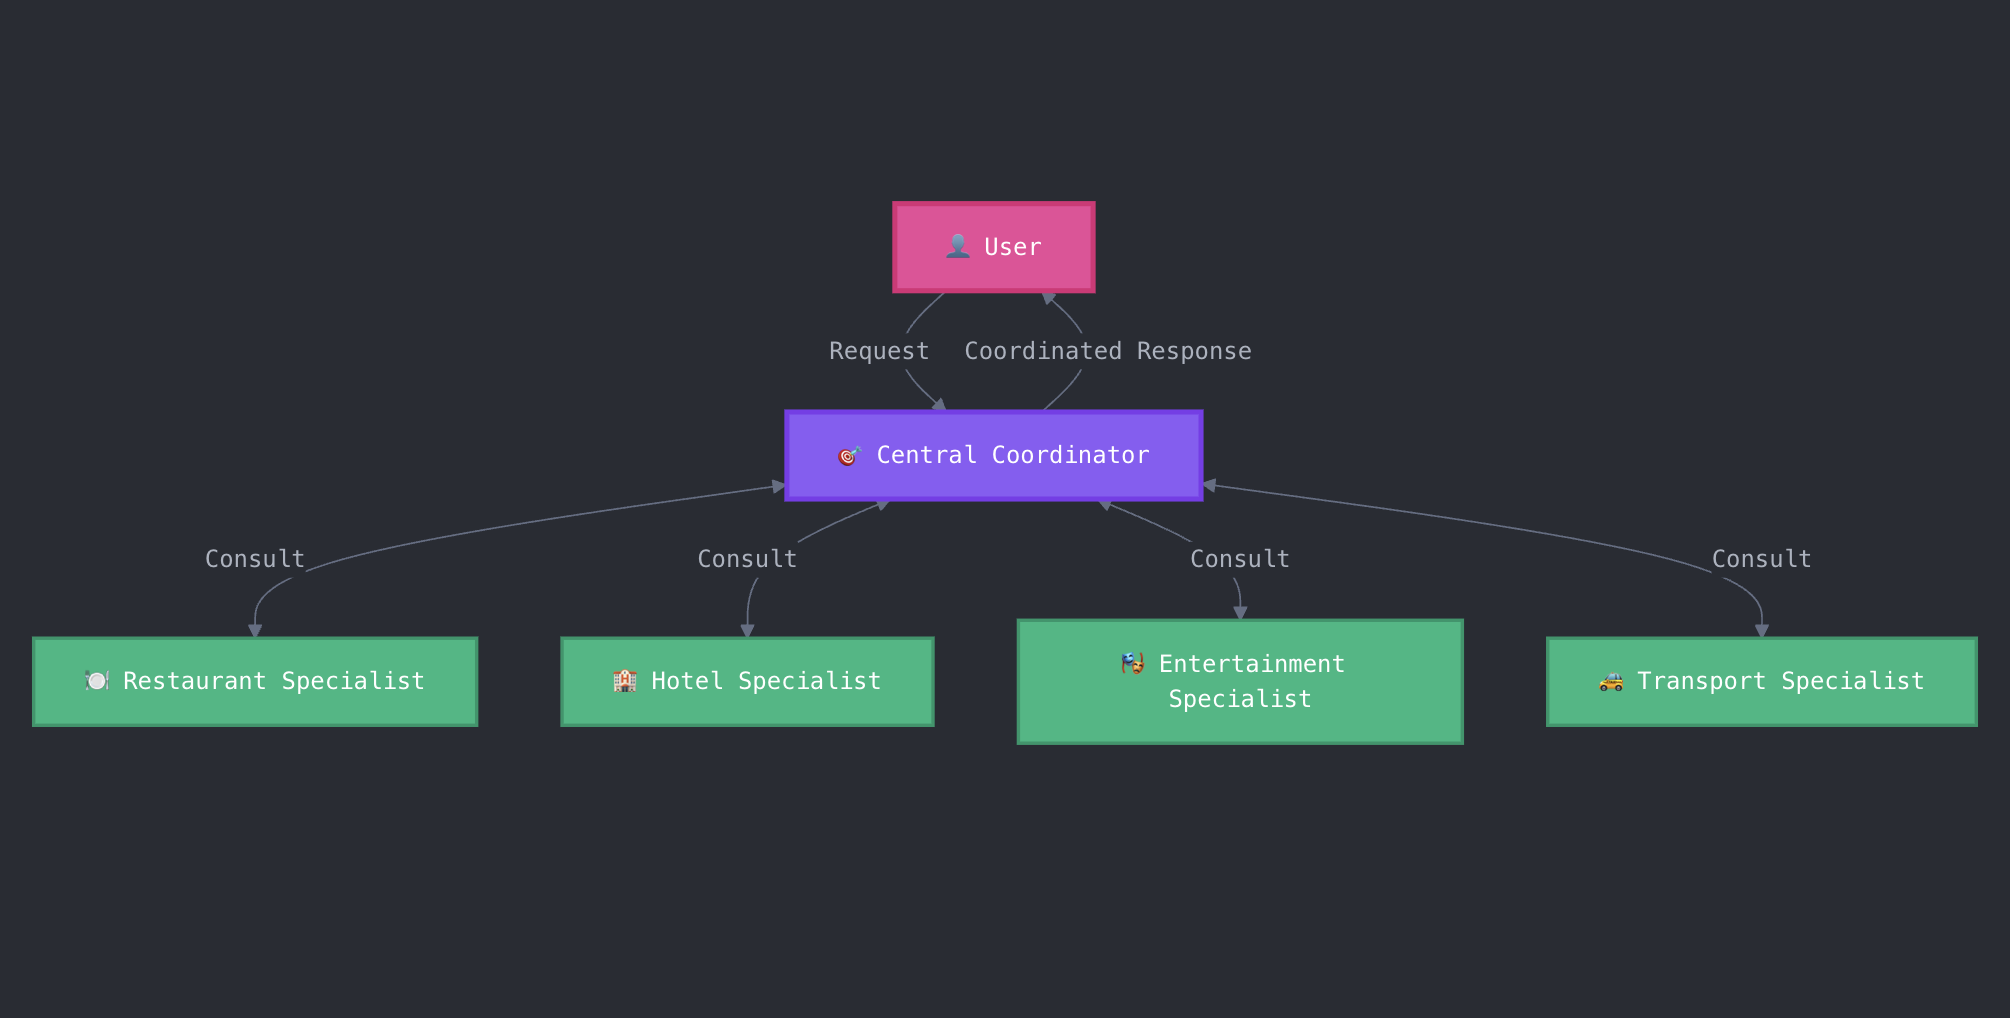 👤 User
Request
Coordinated Response
🎯 Central Coordinator
Consult
Consult
Consult
Consult
🍽️ Restaurant Specialist
🏨 Hotel Specialist
🎭 Entertainment
Specialist
🚕 Transport Specialist